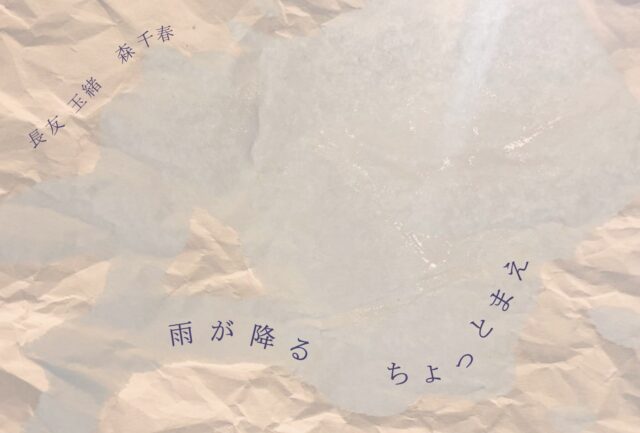 長友 玉緒　森 千春
雨が降る
ちょっとまえ